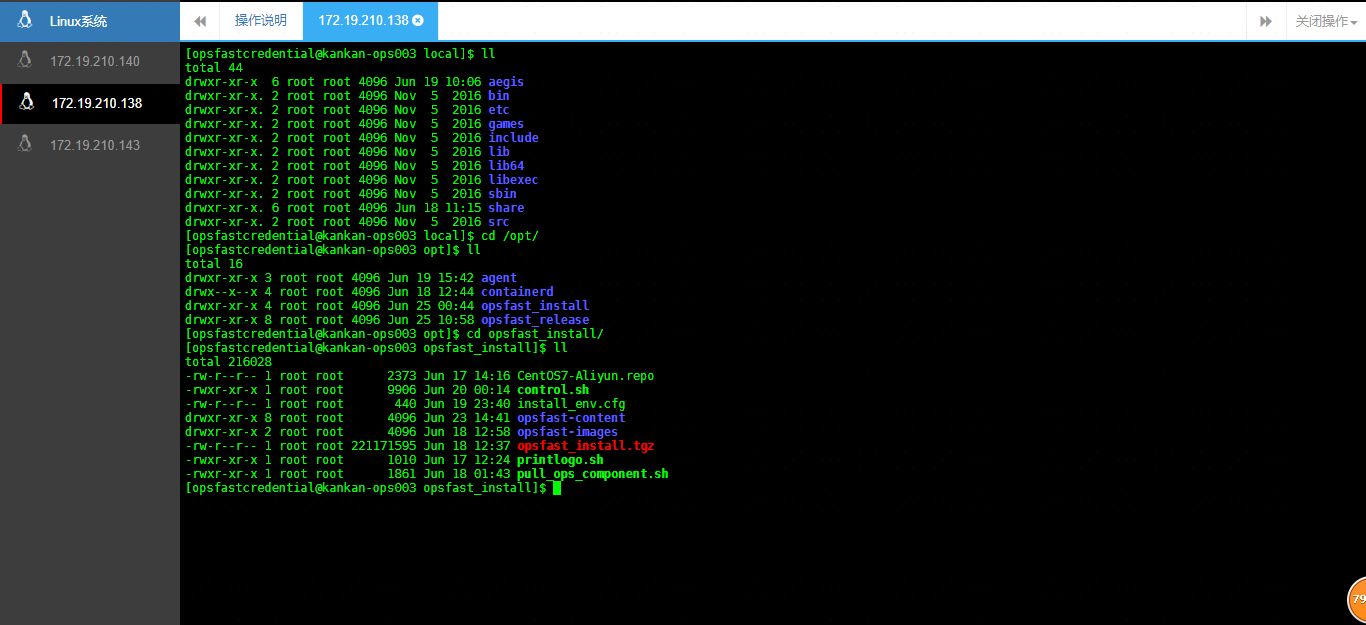 Linux系统
172.19.210.140
172.19.210.138
172.19.210.143
操作说明
172.19.210.138
关闭操作
[opsfastcredential@kankan-ops003 local]$ ll
total 44
drwxr-xr-x  6 root root 4096 Jun 19 10:06 aegis
drwxr-xr-x. 2 root root 4096 Nov  5  2016 bin
drwxr-xr-x. 2 root root 4096 Nov  5  2016 etc
drwxr-xr-x. 2 root root 4096 Nov  5  2016 games
drwxr-xr-x. 2 root root 4096 Nov  5  2016 include
drwxr-xr-x. 2 root root 4096 Nov  5  2016 lib
drwxr-xr-x. 2 root root 4096 Nov  5  2016 lib64
drwxr-xr-x. 2 root root 4096 Nov  5  2016 libexec
drwxr-xr-x. 2 root root 4096 Nov  5  2016 sbin
drwxr-xr-x. 6 root root 4096 Jun 18 11:15 share
drwxr-xr-x. 2 root root 4096 Nov  5  2016 src
[opsfastcredential@kankan-ops003 local]$ cd /opt/
[opsfastcredential@kankan-ops003 opt]$ ll
total 16
drwxr-xr-x 3 root root 4096 Jun 19 15:42 agent
drwx--x--x 4 root root 4096 Jun 18 12:44 containerd
drwxr-xr-x 4 root root 4096 Jun 25 00:44 opsfast_install
drwxr-xr-x 8 root root 4096 Jun 25 10:58 opsfast_release
[opsfastcredential@kankan-ops003 opt]$ cd opsfast_install/
[opsfastcredential@kankan-ops003 opsfast_install]$ ll
total 216028
-rw-r--r-- 1 root root      2373 Jun 17 14:16 CentOS7-Aliyun.repo
-rwxr-xr-x 1 root root      9906 Jun 20 00:14 control.sh
-rw-r--r-- 1 root root       440 Jun 19 23:40 install_env.cfg
drwxr-xr-x 8 root root      4096 Jun 23 14:41 opsfast-content
drwxr-xr-x 2 root root      4096 Jun 18 12:58 opsfast-images
-rw-r--r-- 1 root root 221171595 Jun 18 12:37 opsfast_install.tgz
-rwxr-xr-x 1 root root      1010 Jun 17 12:24 printlogo.sh
-rwxr-xr-x 1 root root      1861 Jun 18 01:43 pull_ops_component.sh
[opsfastcredential@kankan-ops003 opsfast_install]$
79